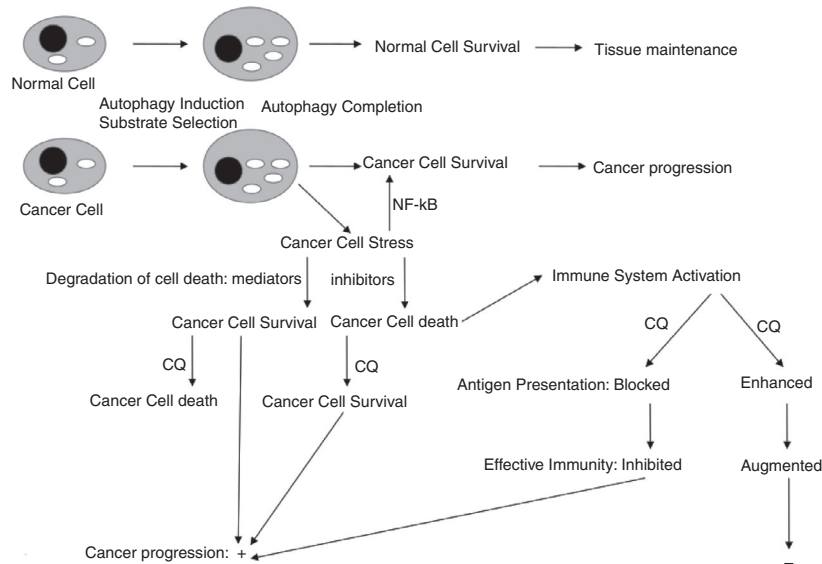 Normal Cell Survival
Tissue maintenance
Normal Cell
Autophagy Induction
Substrate Selection
Autophagy Completion
Cancer Cell Survival
Cancer progression
Cancer Cell
NF-kB
Cancer Cell Stress
Degradation of cell death: mediators
inhibitors
Immune System Activation
Cancer Cell Survival
Cancer Cell death
CQ
CQ
CQ
CQ
Cancer Cell death
Cancer Cell Survival
Antigen Presentation: Blocked
Enhanced
Effective Immunity: Inhibited
Augmented
Cancer progression: +
–